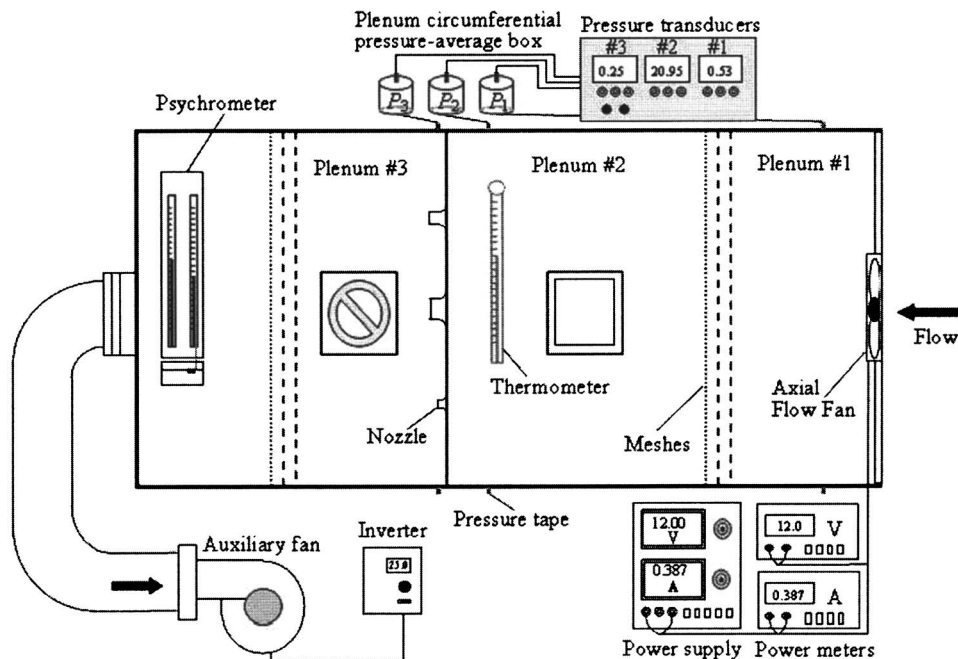 Plenum circumferential
pressure-average box
Pressure transducers
#3 #2 #1
0.25 20.95 0.53
P3 P2 P1
Psychrometer
Plenum #3
Plenum #2
Plenum #1
Flow
Thermometer
Axial
Flow Fan
Nozzle
Meshes
Pressure tape
Auxiliary fan
Inverter
25.0
12.00
V
0.387
A
12.0 V
0.387 A
Power supply
Power meters